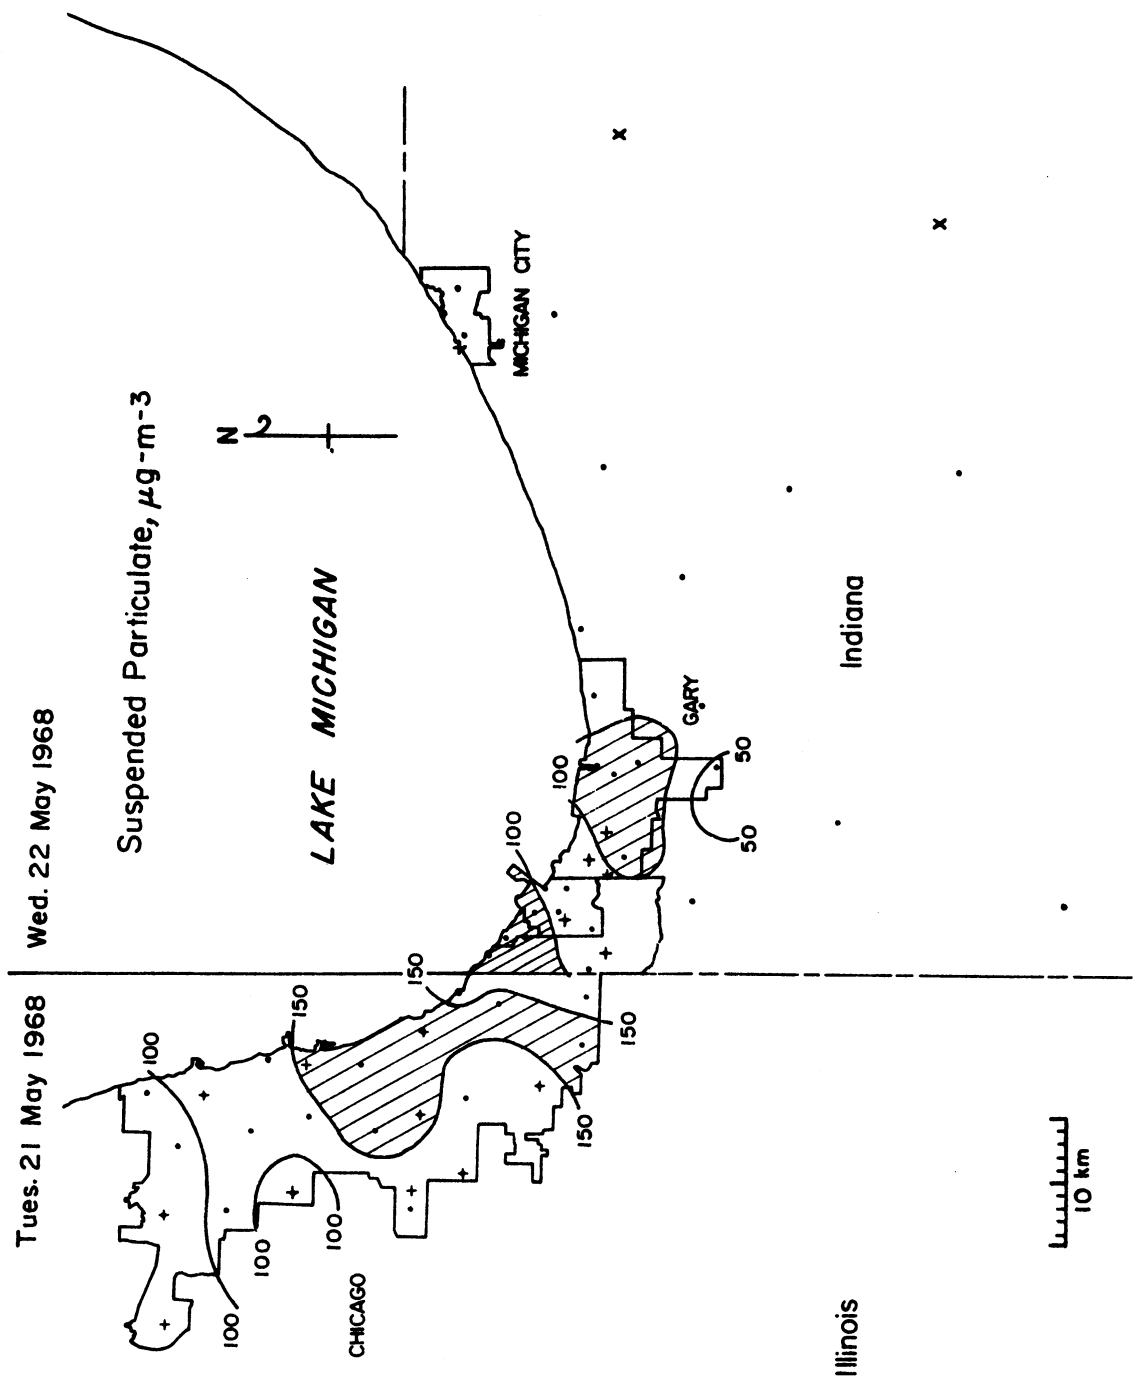 Tues. 21 May 1968
Wed. 22 May 1968
Suspended Particulate, μg-m-3
N
LAKE MICHIGAN
MICHIGAN CITY
GARY
CHICAGO
Indiana
Illinois
100
150
100
100
100
150
150
150
100
100
50
50
10 km